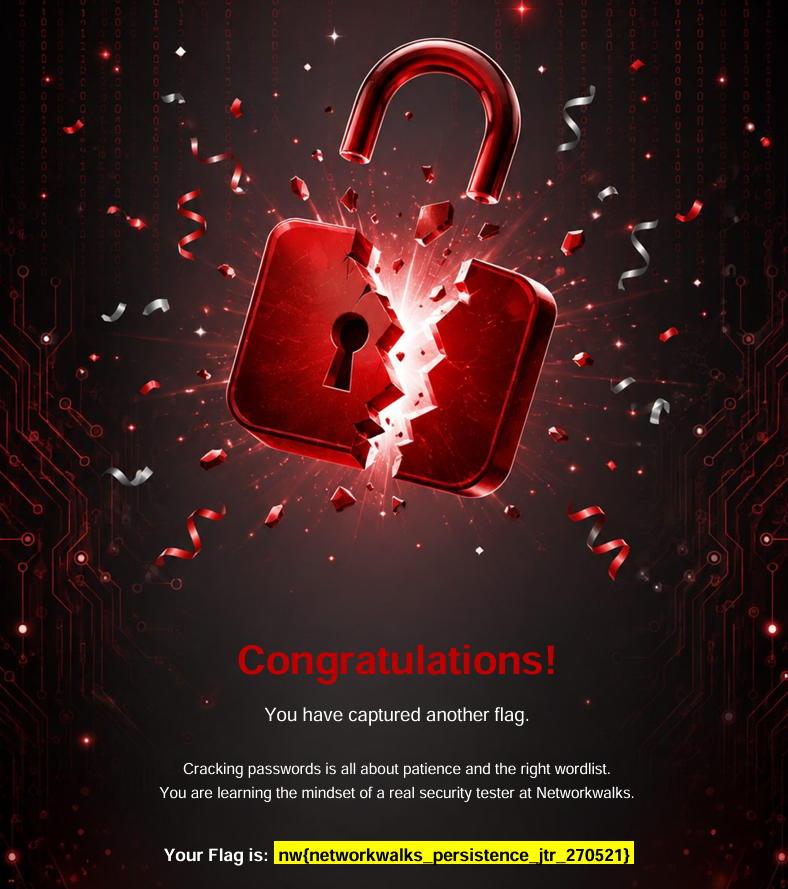 Congratulations!
You have captured another flag.
Cracking passwords is all about patience and the right wordlist.
You are learning the mindset of a real security tester at Networkwalks.
Your Flag is: nw{networkwalks_persistence_jtr_270521}